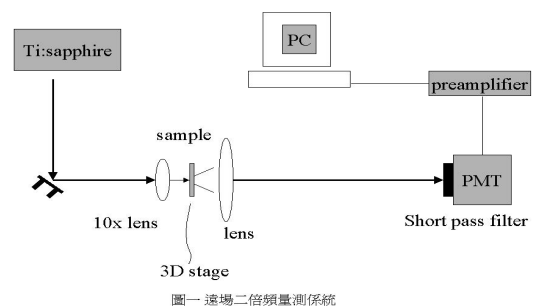 Ti:sapphire
PC
preamplifier
sample
PMT
10x lens
lens
Short pass filter
3D stage
圖一 遠場二倍頻量測係統